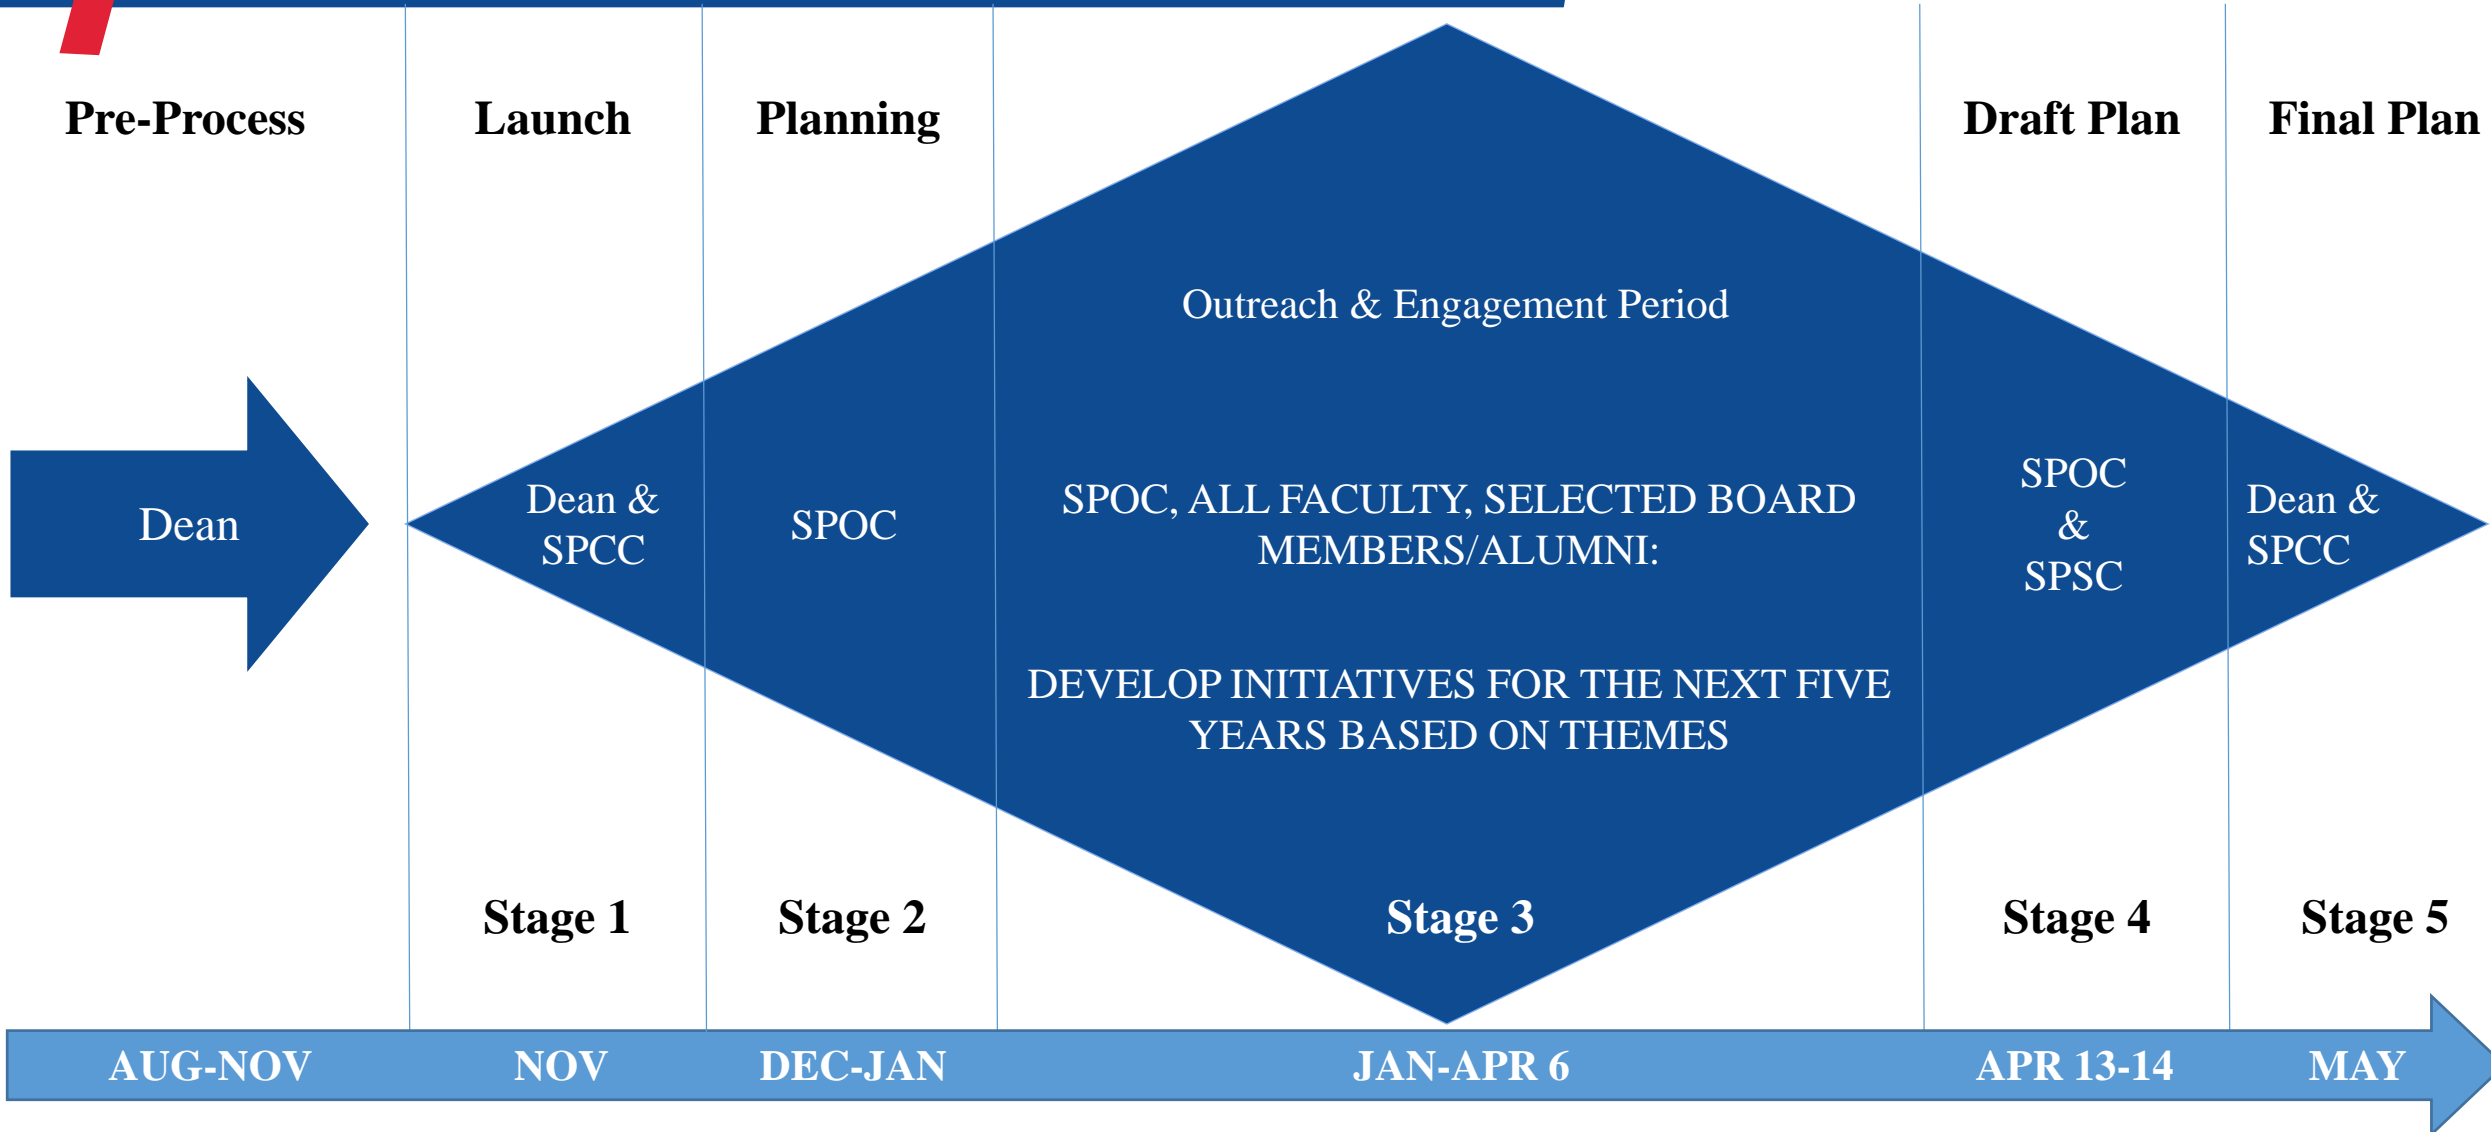 Pre-Process
Launch
Planning
Draft Plan
Final Plan
Outreach & Engagement Period
Dean
Dean &
SPCC
SPOC
SPOC, ALL FACULTY, SELECTED BOARD
MEMBERS/ALUMNI:
DEVELOP INITIATIVES FOR THE NEXT FIVE
YEARS BASED ON THEMES
SPOC
&
SPSC
Dean &
SPCC
Stage 1
Stage 2
Stage 3
Stage 4
Stage 5
AUG-NOV
NOV
DEC-JAN
JAN-APR 6
APR 13-14
MAY